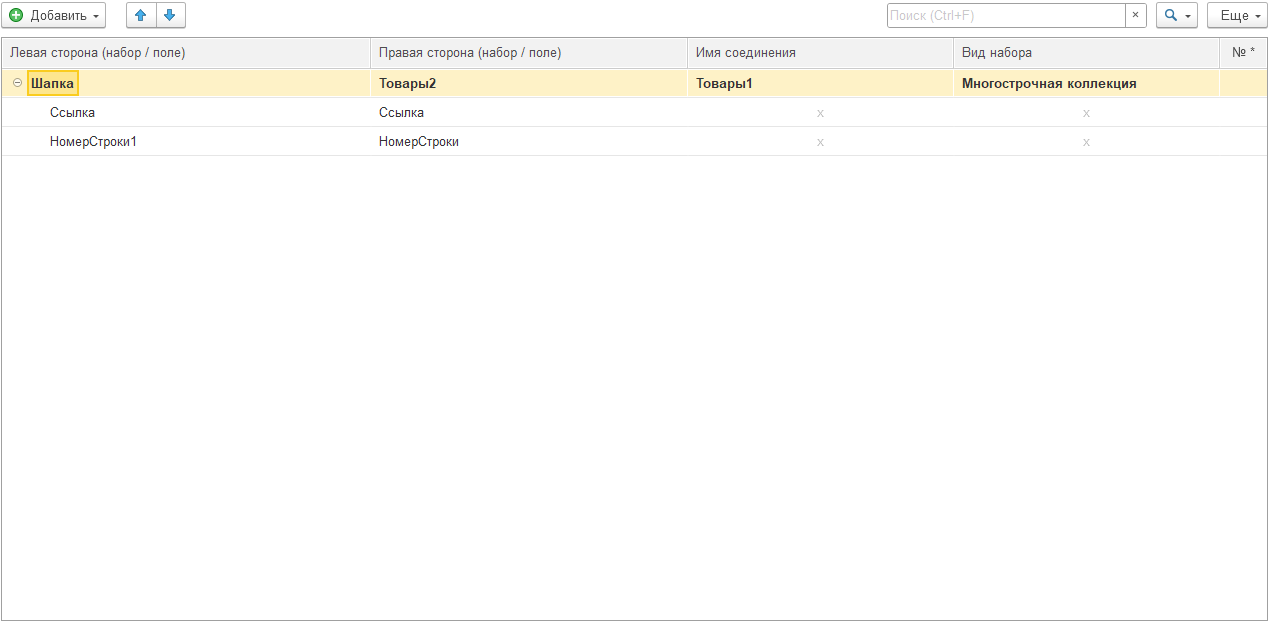 Добавить Поиск (Ctrl+F) × Еще
Левая сторона (набор / поле) Правая сторона (набор / поле) Имя соединения Вид набора № *
Шапка Товары2 Товары1 Многострочная коллекция
Ссылка Ссылка x x
НомерСтроки1 НомерСтроки x x